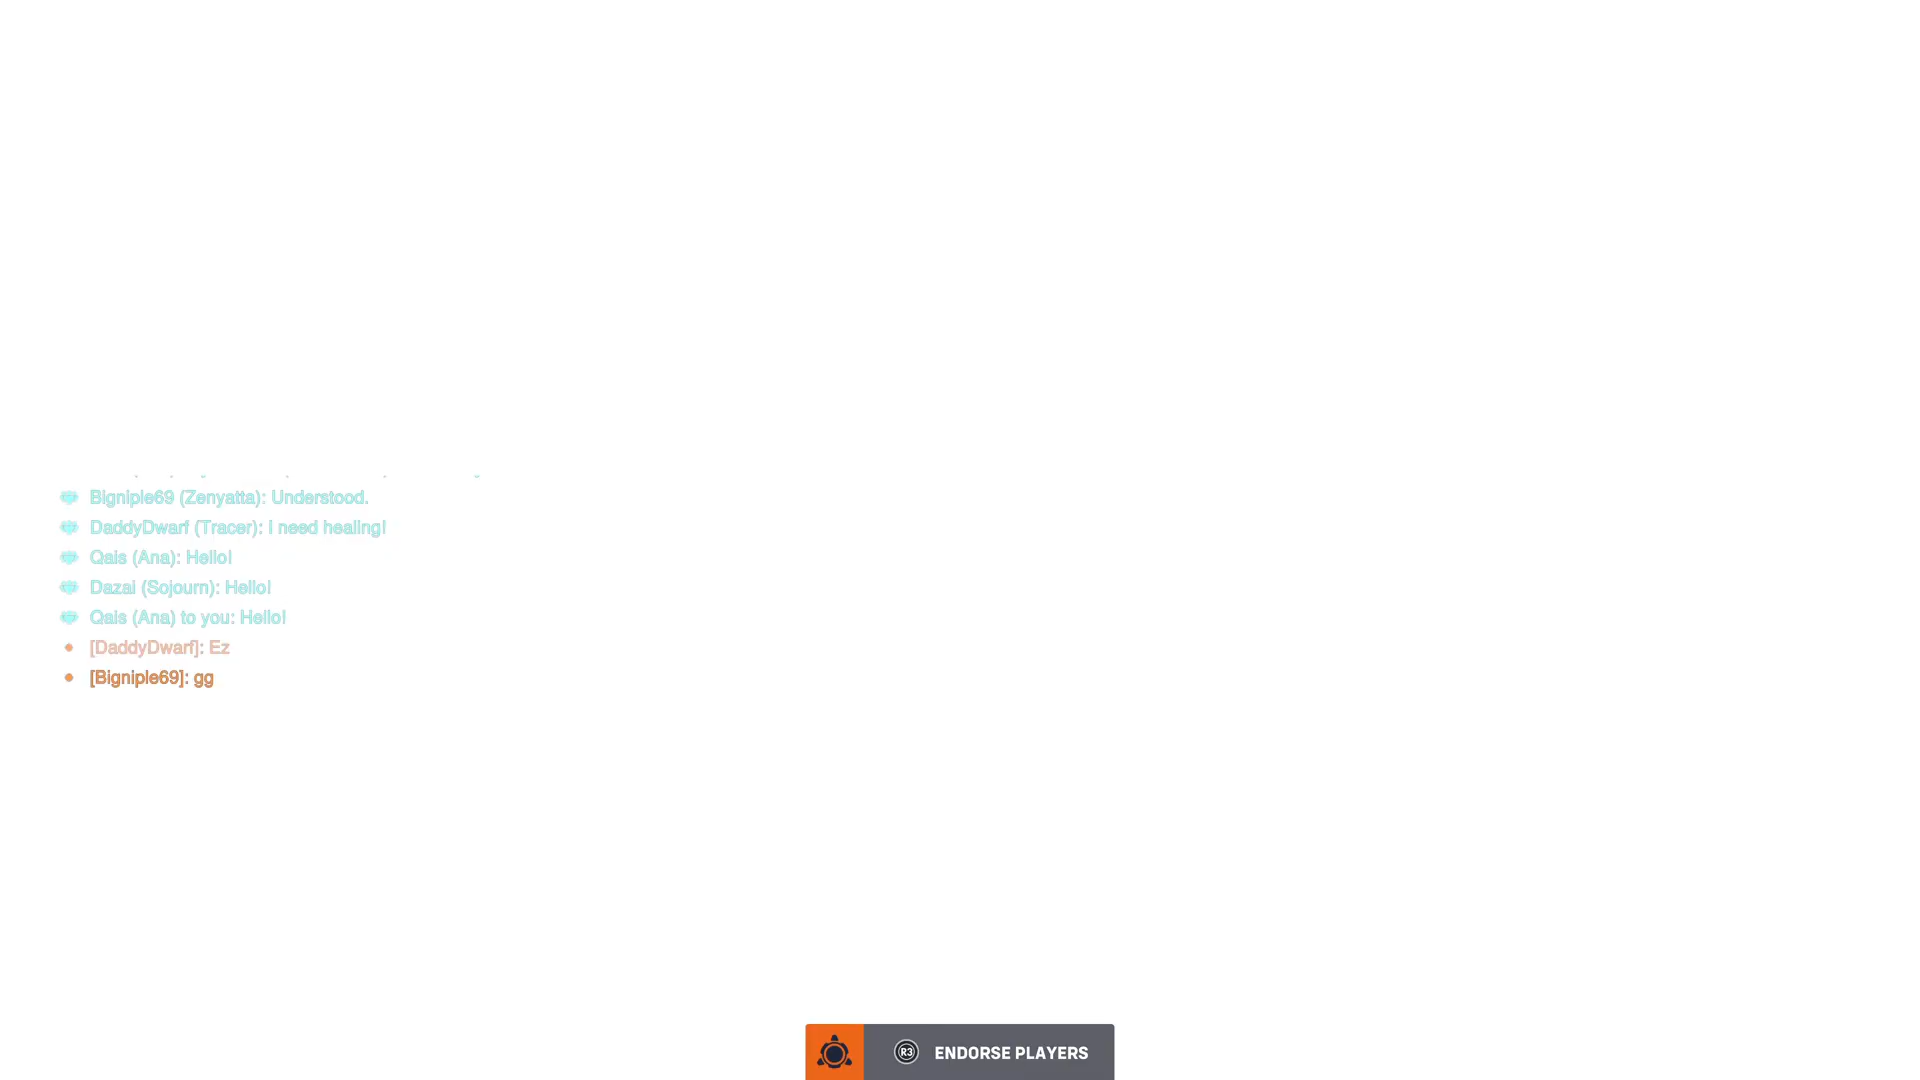 Bigniple69 (Zenyatta): Understood.
DaddyDwarf (Tracer): I need healing!
Qais (Ana): Hello!
Dazai (Sojourn): Hello!
Qais (Ana) to you: Hello!
[DaddyDwarf]: Ez
[Bigniple69]: gg
R3 ENDORSE PLAYERS